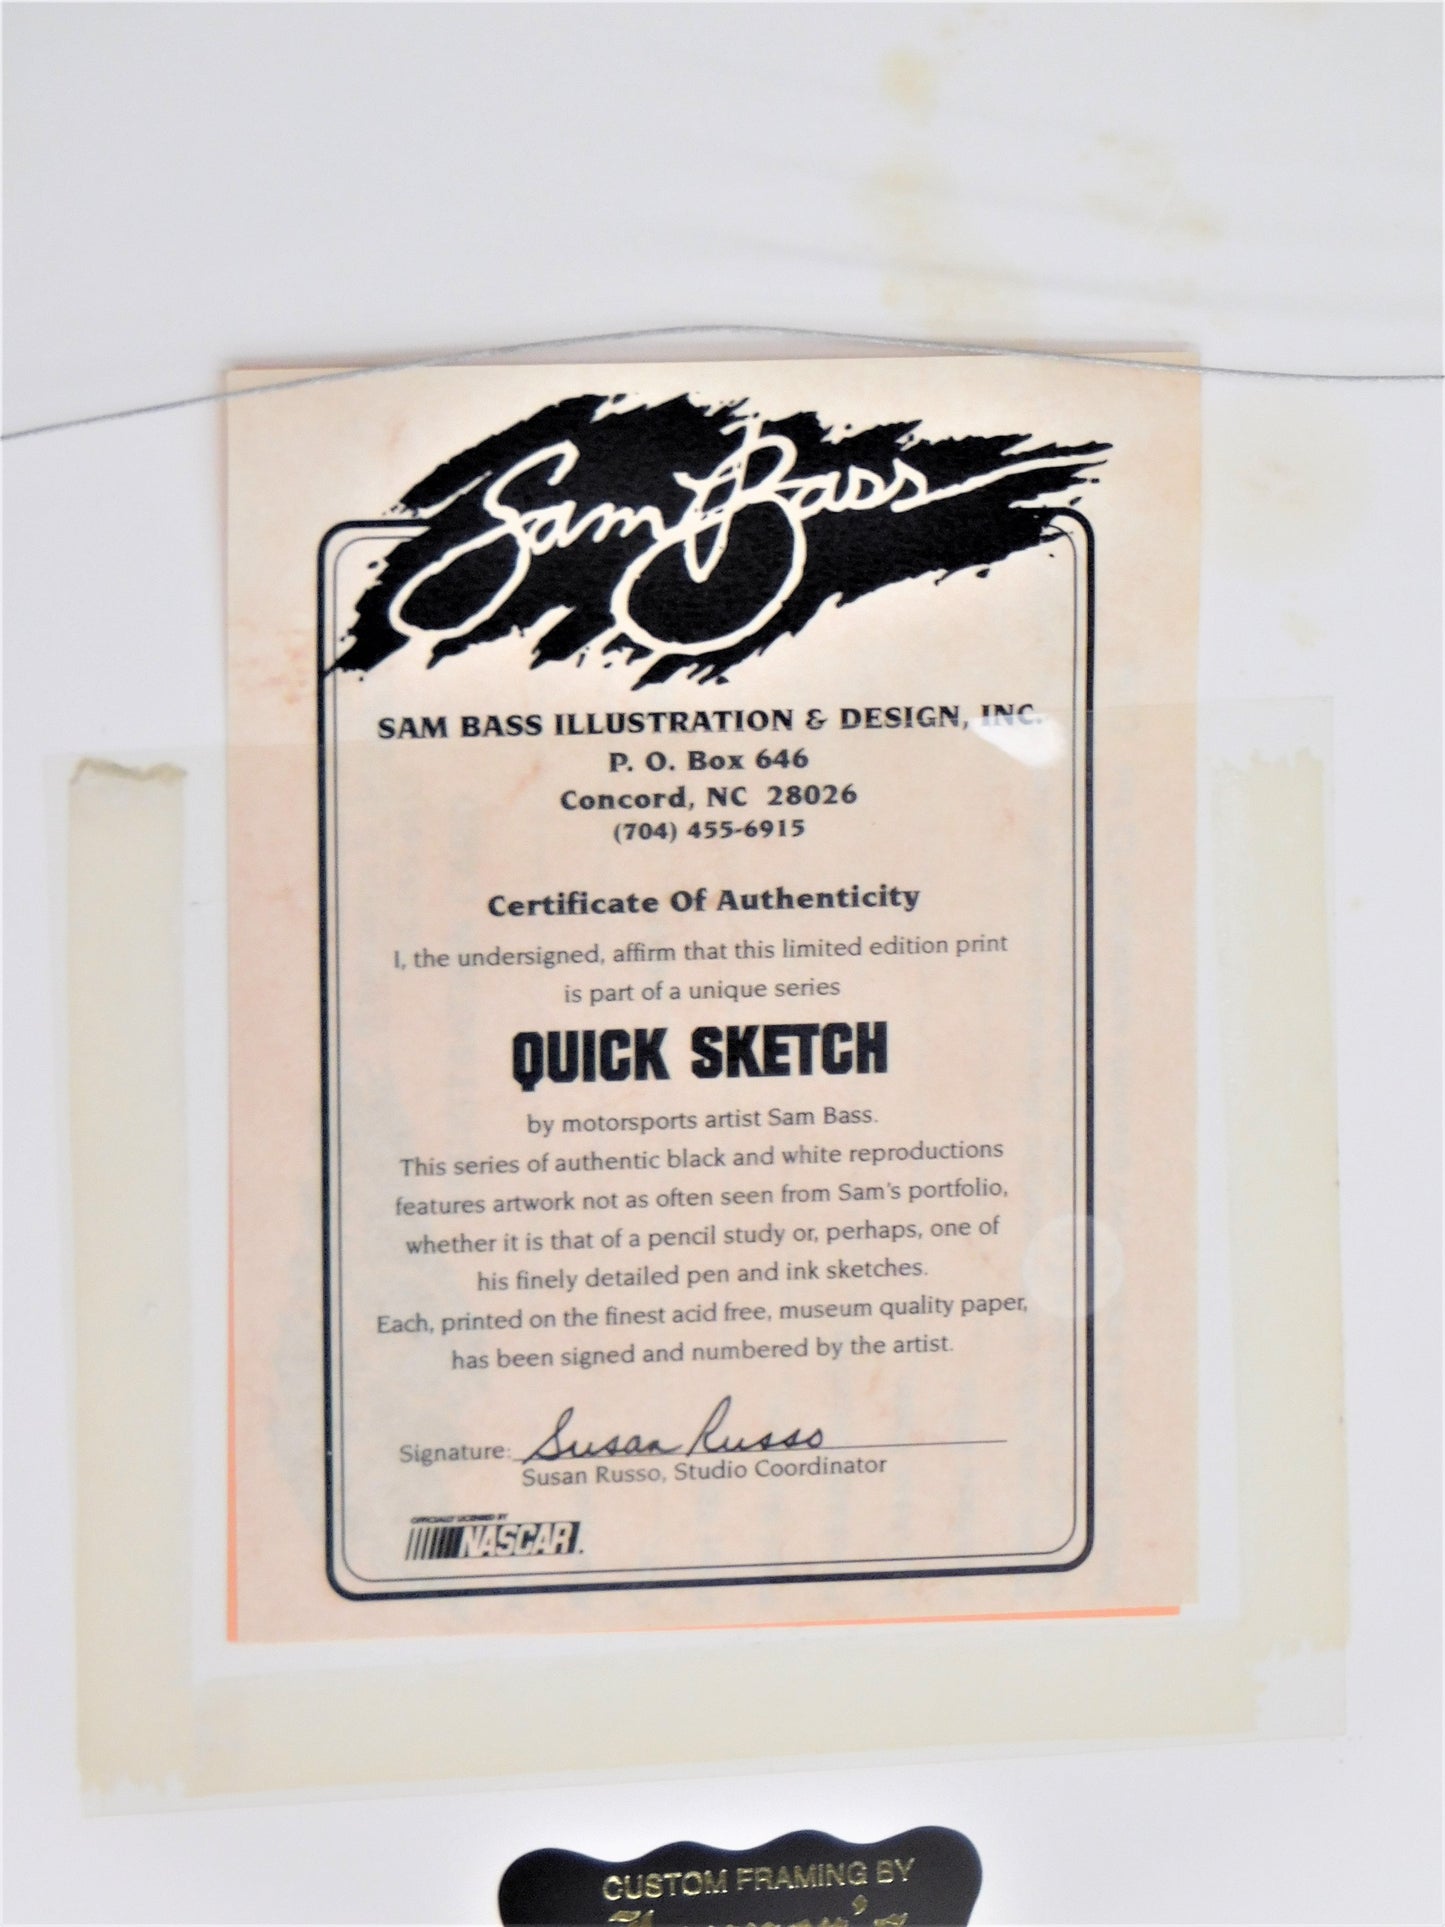 Sam Bass
SAM BASS ILLUSTRATION & DESIGN, INC.
P. O. Box 646
Concord, NC 28026
(704) 455-6915
Certificate Of Authenticity
I, the undersigned, affirm that this limited edition print
is part of a unique series
QUICK SKETCH
by motorsports artist Sam Bass.
This series of authentic black and white reproductions
features artwork not as often seen from Sam's portfolio,
whether it is that of a pencil study or, perhaps, one of
his finely detailed pen and ink sketches.
Each, printed on the finest acid free, museum quality paper,
has been signed and numbered by the artist.
Signature: Susan Russo
Susan Russo, Studio Coordinator
OFFICIALLY LICENSED BY
NASCAR
CUSTOM FRAMING BY